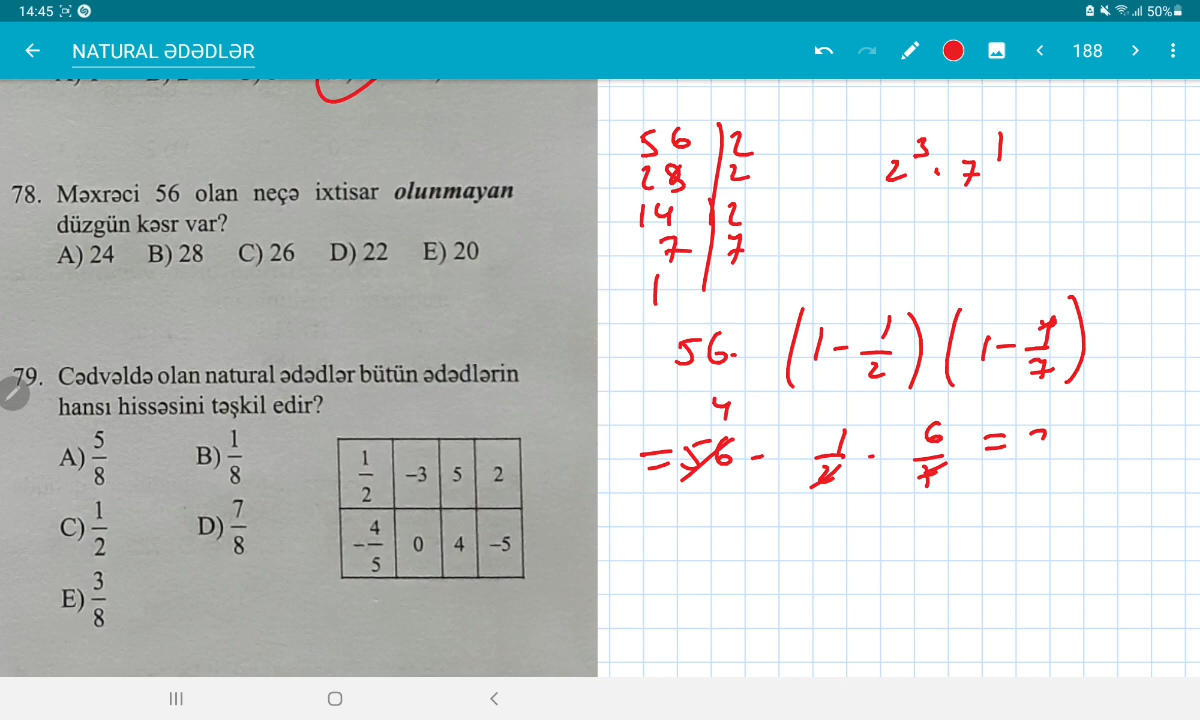 14:45
50%
NATURAL ƏDƏDLƏR
188
78. Məxrəci 56 olan neçə ixtisar olunmayan
düzgün kəsr var?
A) 24 B) 28 C) 26 D) 22 E) 20
79. Cədvəldə olan natural ədədlər bütün ədədlərin
hansı hissəsini təşkil edir?
A) 5/8 B) 1/8
C) 1/2 D) 7/8
E) 3/8
1/2 −3 5 2
−4/5 0 4 −5
56 | 2
28 | 2
14 | 2
7 | 7
1
2³ · 7¹
56 · (1 − 1/2) (1 − 1/7)
4
= 56 · 1/2 · 6/7 =